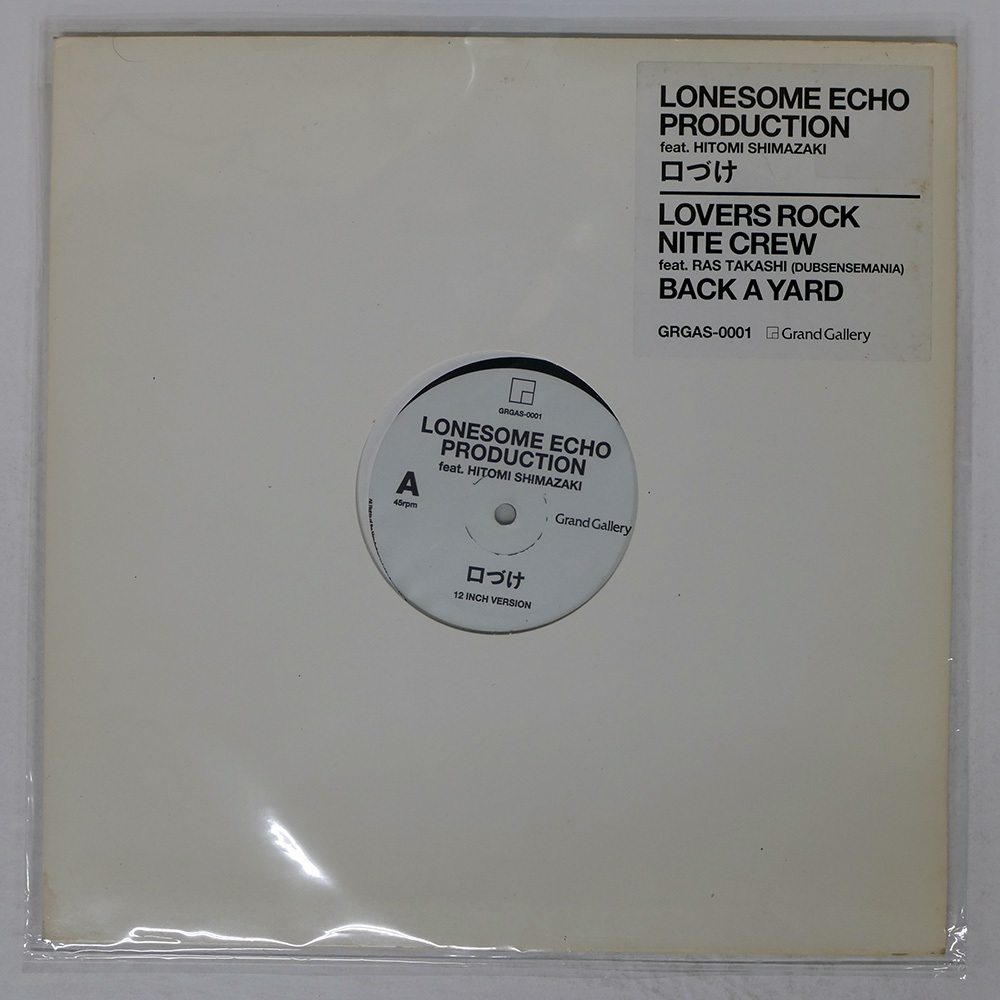 LONESOME ECHO
PRODUCTION
feat. HITOMI SHIMAZAKI
口づけ
LOVERS ROCK
NITE CREW
feat. RAS TAKASHI (DUBSENSEMANIA)
BACK A YARD
GRGAS-0001 Grand Gallery
GRGAS-0001
LONESOME ECHO
PRODUCTION
feat. HITOMI SHIMAZAKI
A
45rpm
Grand Gallery
口づけ
12 INCH VERSION